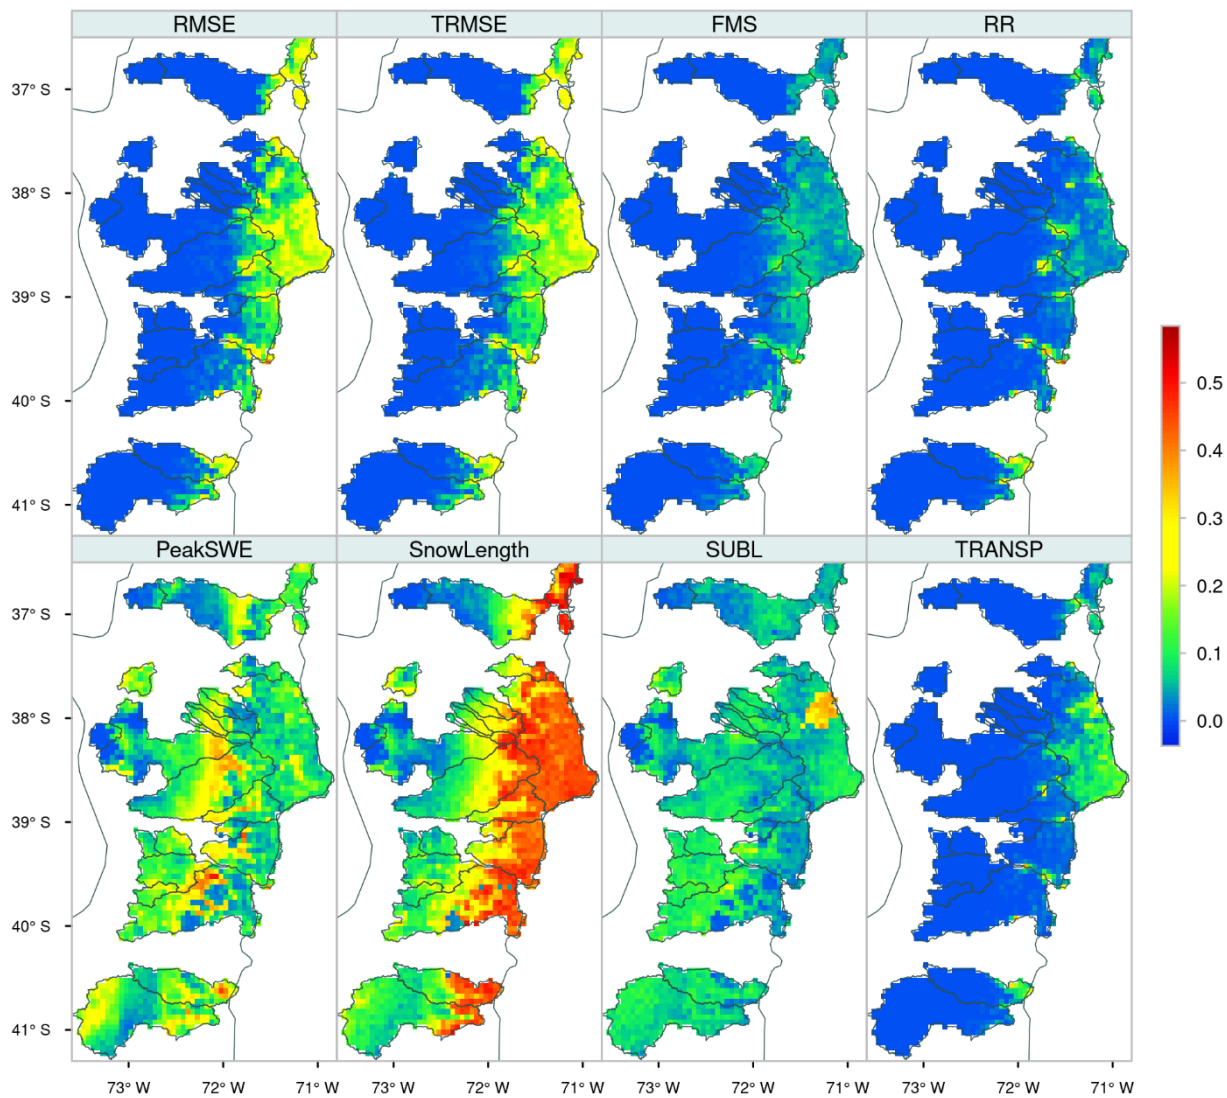 RMSE TRMSE FMS RR
37° S
38° S
39° S
40° S
41° S
PeakSWE SnowLength SUBL TRANSP
37° S
38° S
39° S
40° S
41° S
73° W 72° W 71° W 73° W 72° W 71° W 73° W 72° W 71° W 73° W 72° W 71° W
0.5
0.4
0.3
0.2
0.1
0.0